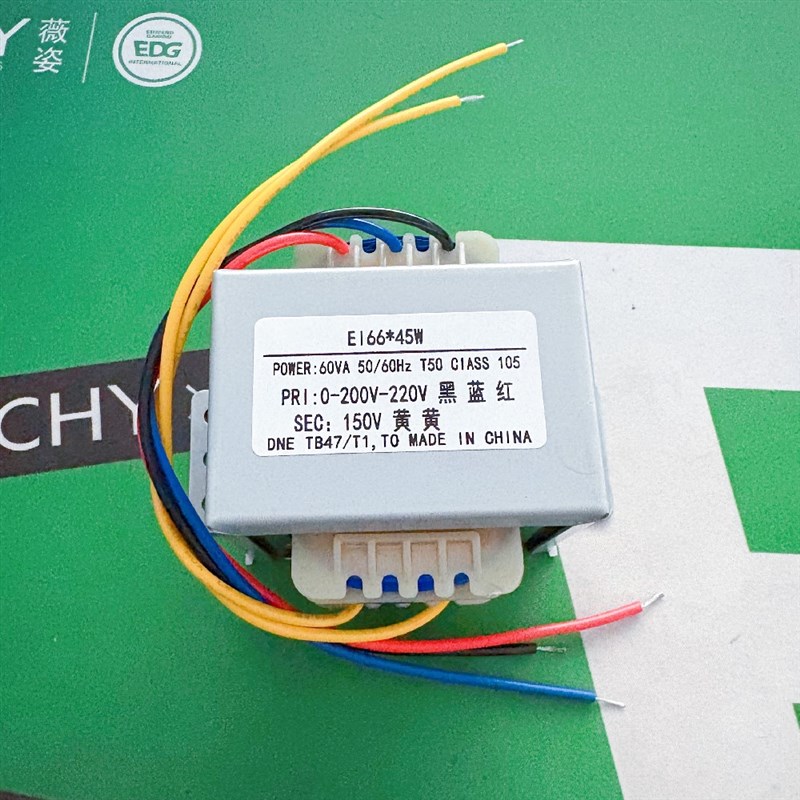 Y 薇姿
EDG
INTERNATIONAL
CHY
EI66*45W
POWER:60VA 50/60Hz T50 CIASS 105
PRI:0-200V-220V 黑 蓝 红
SEC: 150V 黄 黄
DNE TB47/T1,TO MADE IN CHINA